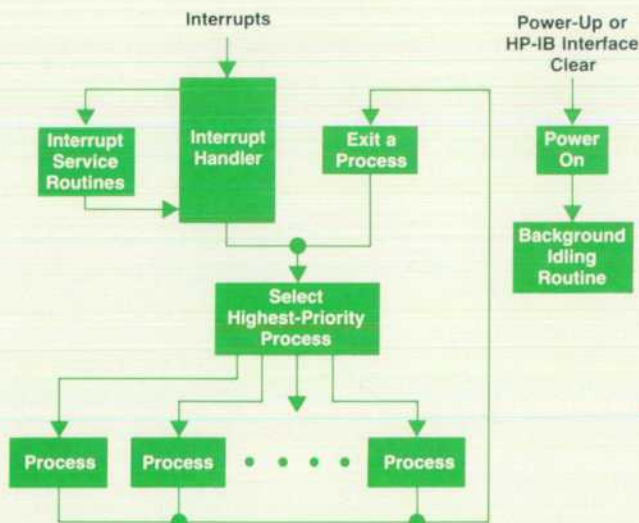 Interrupts
Power-Up or
HP-IB Interface
Clear
Interrupt
Service
Routines
Interrupt
Handler
Exit a
Process
Power
On
Background
Idling
Routine
Select
Highest-Priority
Process
Process
Process
Process